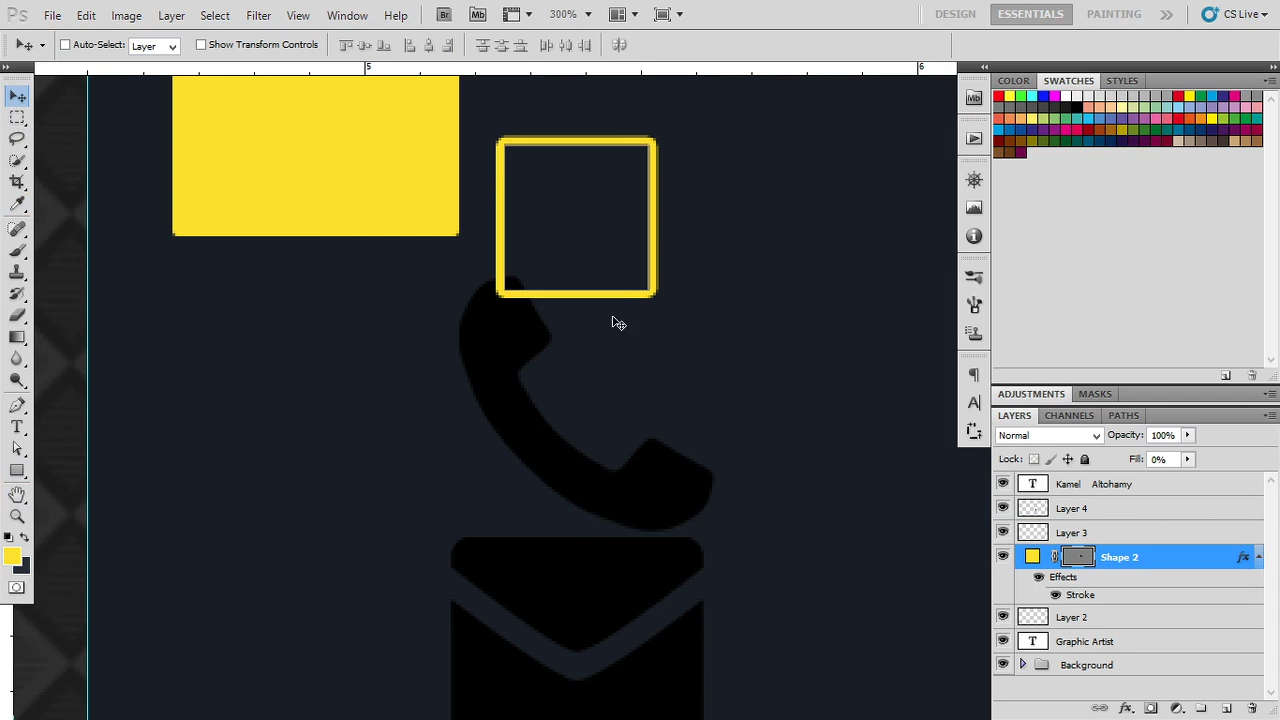 Ps File Edit Image Layer Select Filter View Window Help Br Mb 300% DESIGN ESSENTIALS PAINTING CS Live
Auto-Select: Layer Show Transform Controls
5 6
COLOR SWATCHES STYLES
Mb
ADJUSTMENTS MASKS
LAYERS CHANNELS PATHS
Normal Opacity: 100%
Lock: Fill: 0%
T Kamel Altohamy
Layer 4
Layer 3
Shape 2 fx
Effects
Stroke
Layer 2
T Graphic Artist
Background